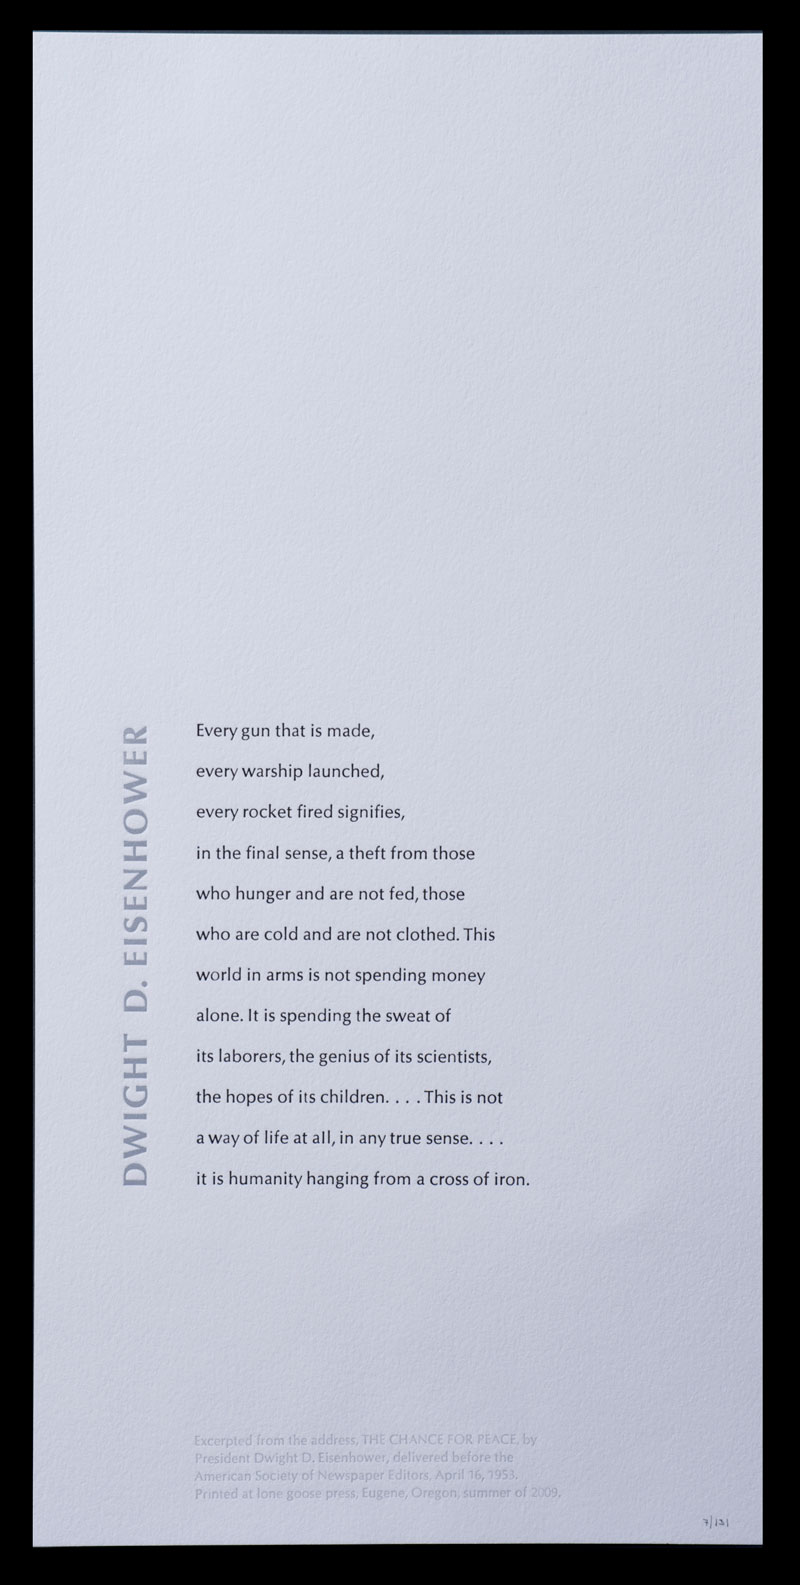 DWIGHT D. EISENHOWER
Every gun that is made,
every warship launched,
every rocket fired signifies,
in the final sense, a theft from those
who hunger and are not fed, those
who are cold and are not clothed. This
world in arms is not spending money
alone. It is spending the sweat of
its laborers, the genius of its scientists,
the hopes of its children. . . . This is not
a way of life at all, in any true sense. . . .
it is humanity hanging from a cross of iron.
Excerpted from the address, THE CHANCE FOR PEACE, by
President Dwight D. Eisenhower, delivered before the
American Society of Newspaper Editors, April 16, 1953.
Printed at lone goose press, Eugene, Oregon, summer of 2009.
7/131